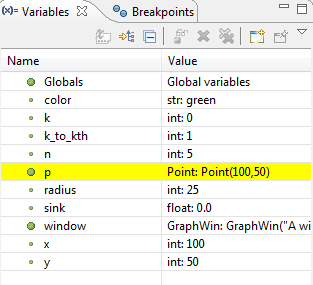 Variables Breakpoints
Name Value
Globals Global variables
color str: green
k int: 0
k_to_kth int: 1
n int: 5
p Point: Point(100,50)
radius int: 25
sink float: 0.0
window GraphWin: GraphWin("A wi
x int: 100
y int: 50